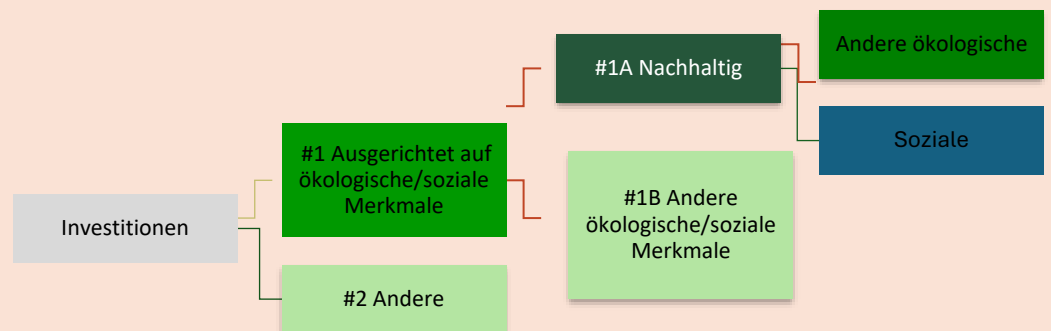 Investitionen
#1 Ausgerichtet auf
ökologische/soziale
Merkmale
#2 Andere
#1A Nachhaltig
#1B Andere
ökologische/soziale
Merkmale
Andere ökologische
Soziale